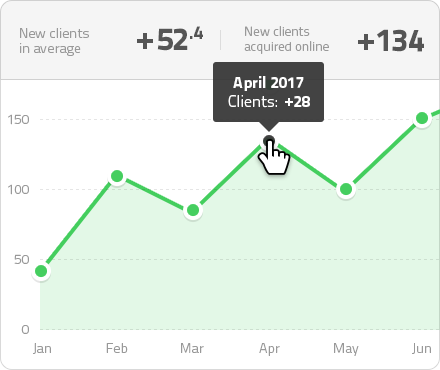 New clients
in average
+52.4
New clients
acquired online
+134
April 2017
Clients: +28
150
100
50
0
Jan Feb Mar Apr May Jun